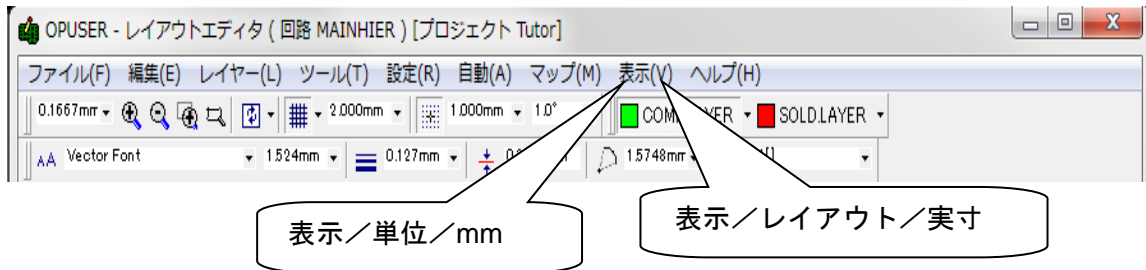 OPUSER - レイアウトエディタ ( 回路 MAINHIER ) [プロジェクト Tutor]
ファイル(F) 編集(E) レイヤー(L) ツール(T) 設定(R) 自動(A) マップ(M) 表示(V) ヘルプ(H)
0.1667mm 2.000mm 1.000mm 1.0° SOLD.LAYER
AA Vector Font 1.524mm 0.127mm 1.5748mm
表示／単位／mm
表示／レイアウト／実寸